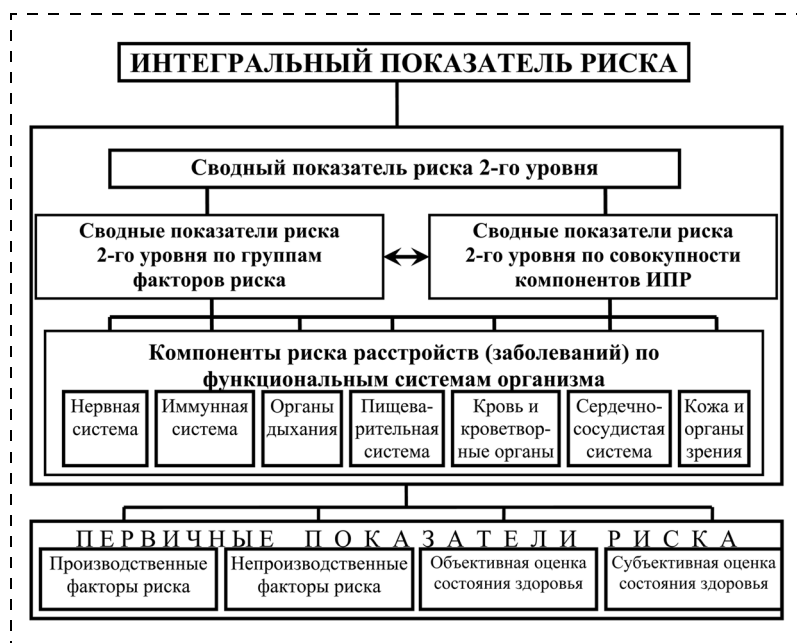 ИНТЕГРАЛЬНЫЙ ПОКАЗАТЕЛЬ РИСКА
Сводный показатель риска 2-го уровня
Сводные показатели риска
2-го уровня по группам
факторов риска
Сводные показатели риска
2-го уровня по совокупности
компонентов ИПР
Компоненты риска расстройств (заболеваний) по
функциональным системам организма
Нервная
система
Иммунная
система
Органы
дыхания
Пищева-
рительная
система
Кровь и
кроветвор-
ные органы
Сердечно-
сосудистая
система
Кожа и
органы
зрения
ПЕРВИЧНЫЕ ПОКАЗАТЕЛИ РИСКА
Производственные
факторы риска
Непроизводственные
факторы риска
Объективная оценка
состояния здоровья
Субъективная оценка
состояния здоровья